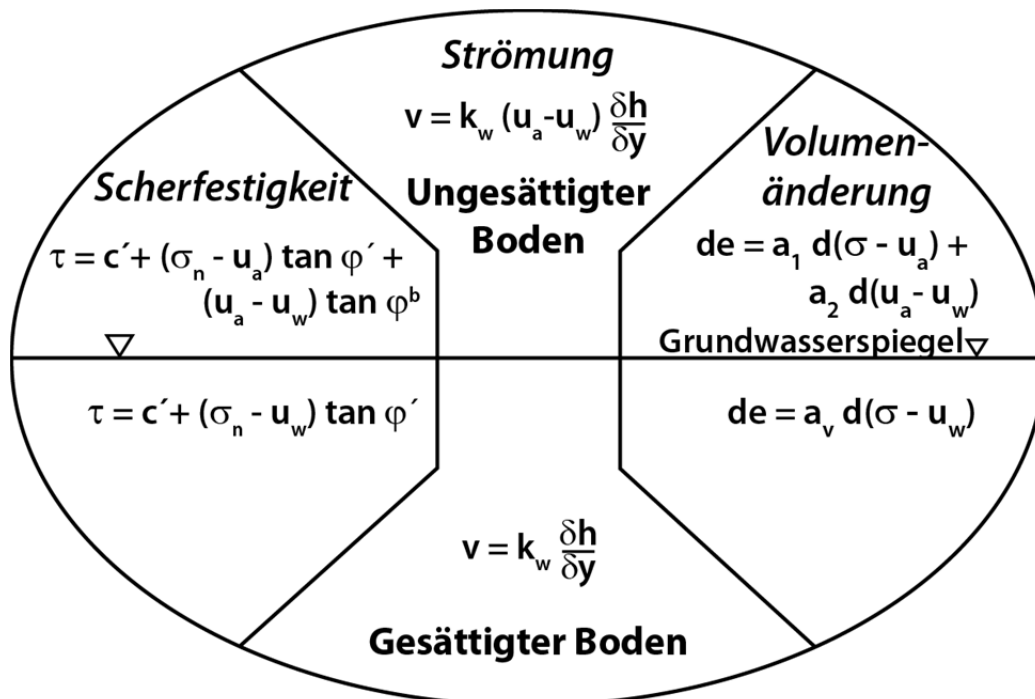 Strömung
v = k_w (u_a-u_w) δh/δy
Ungesättigter
Boden
Scherfestigkeit
τ = c´+ (σ_n - u_a) tan φ´ +
(u_a - u_w) tan φ^b
Volumen-
änderung
de = a_1 d(σ - u_a) +
a_2 d(u_a - u_w)
Grundwasserspiegel
τ = c´+ (σ_n - u_w) tan φ´
de = a_v d(σ - u_w)
v = k_w δh/δy
Gesättigter Boden